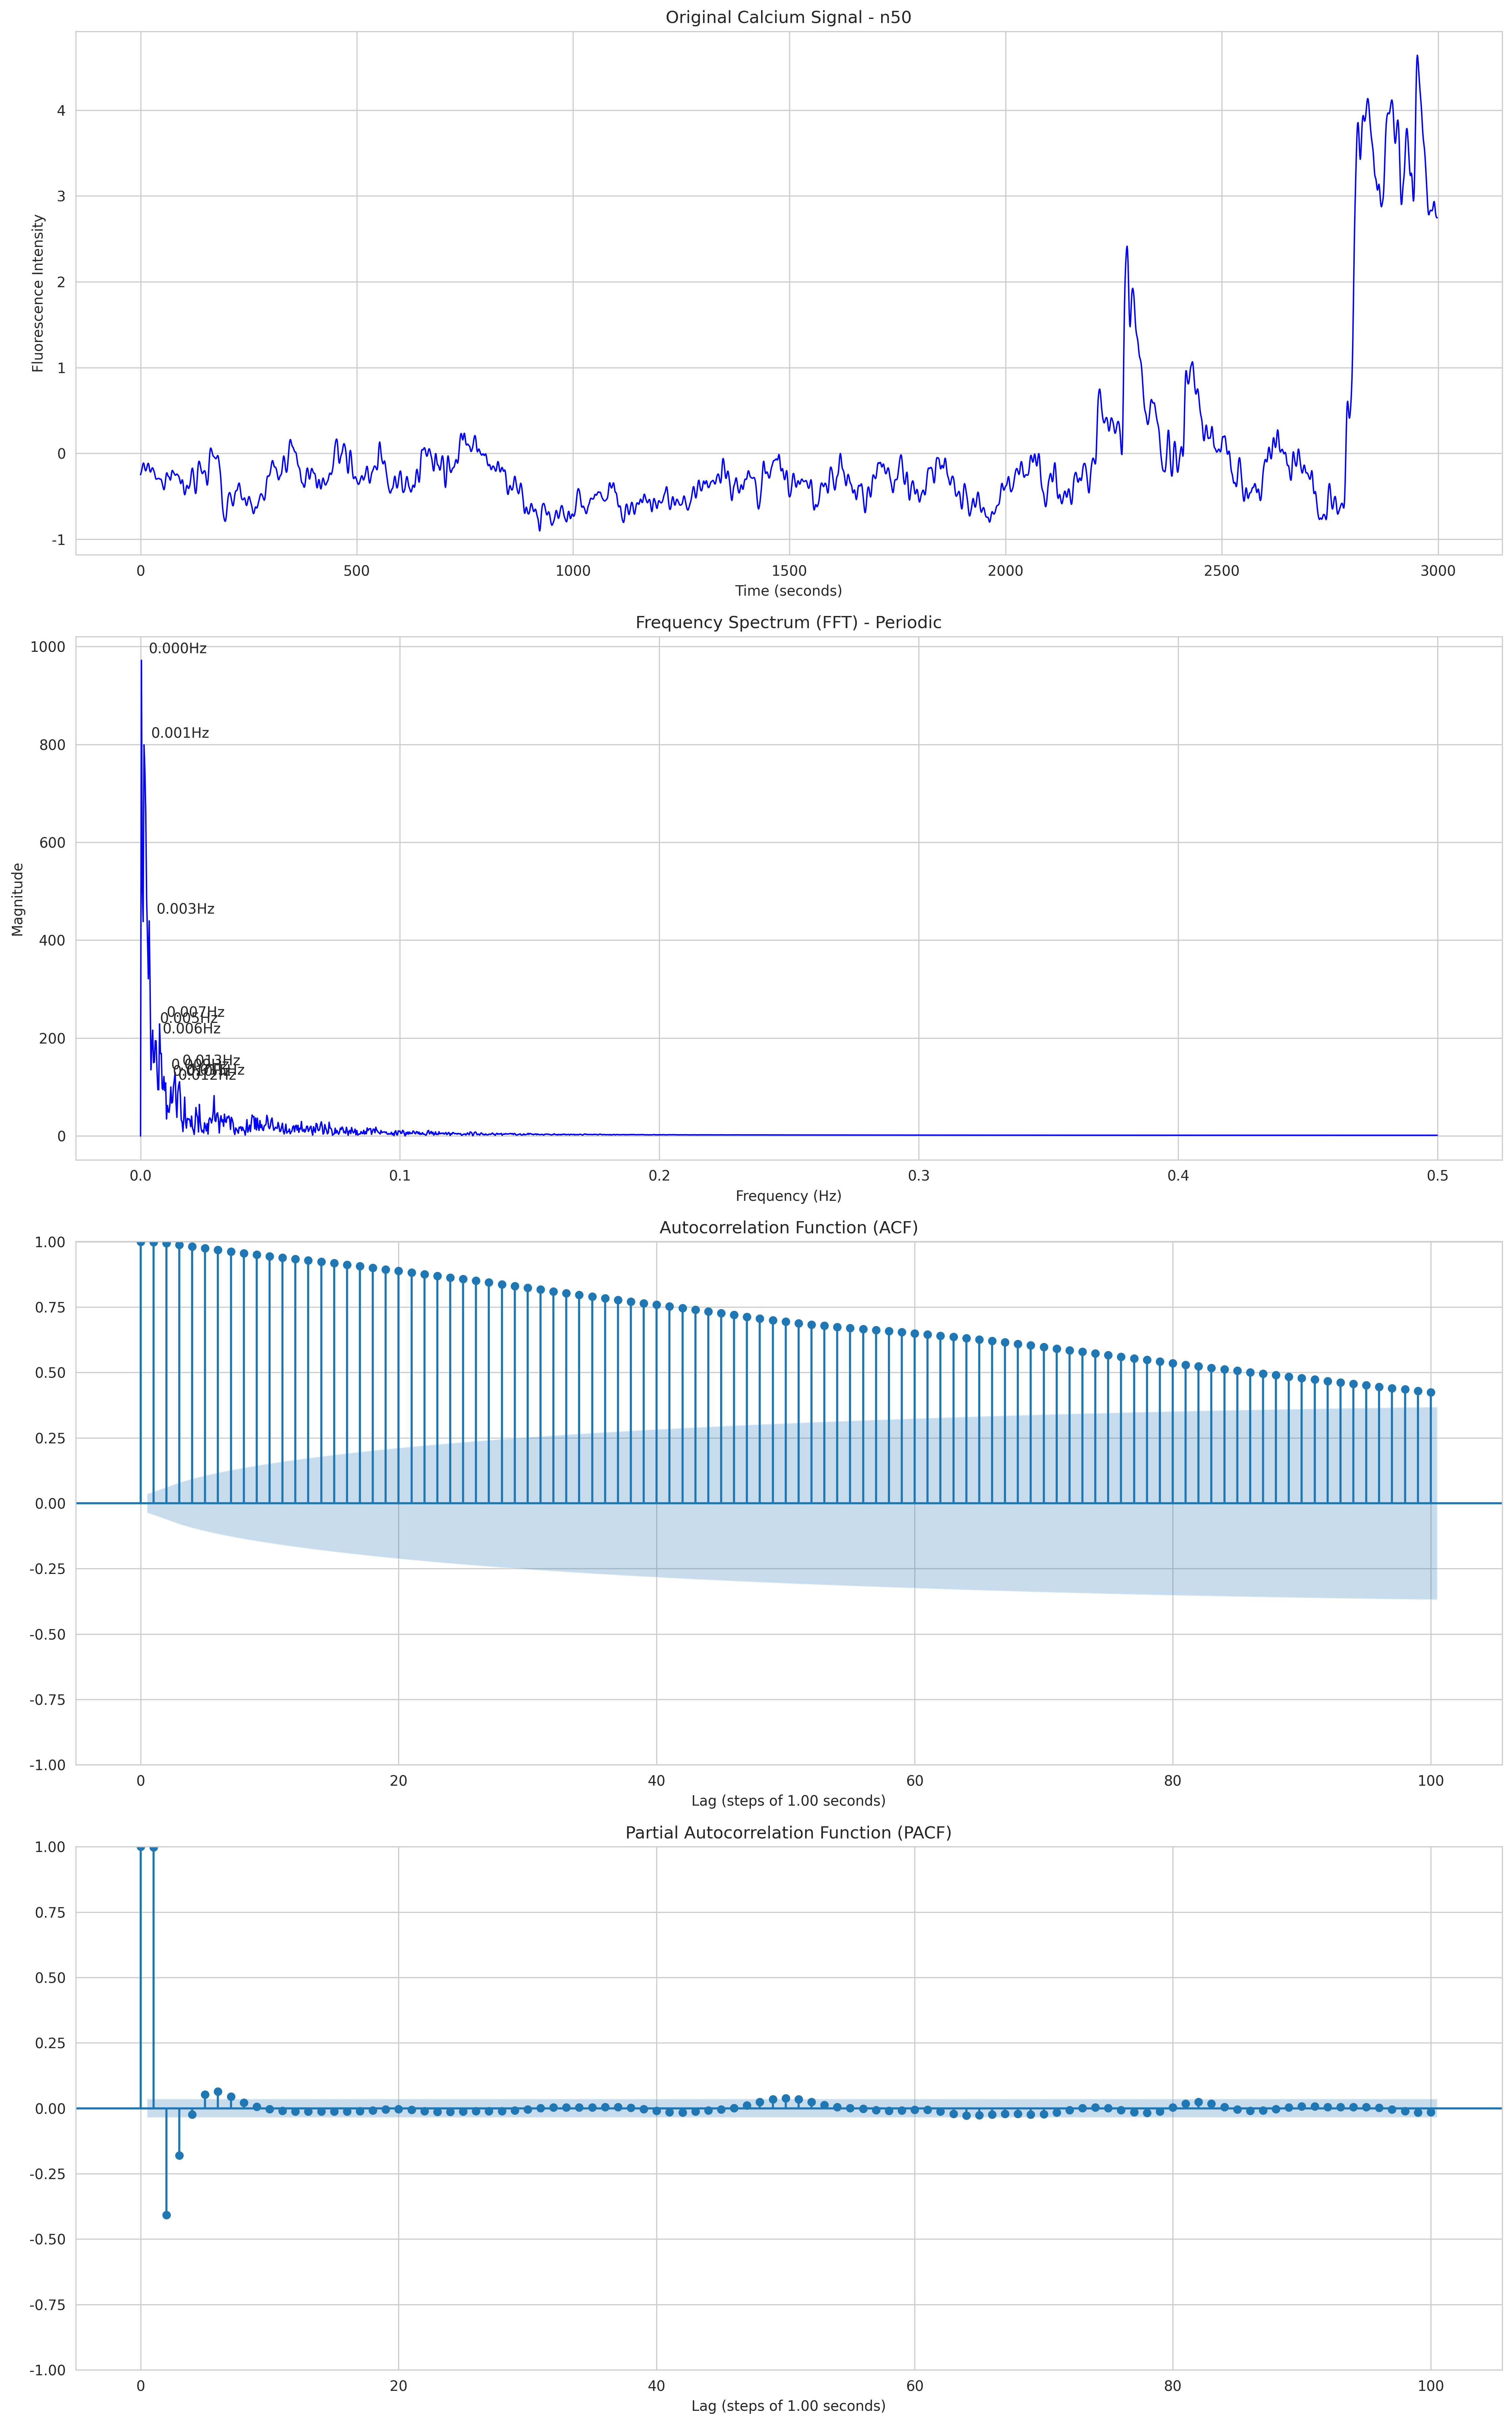 Original Calcium Signal - n50
Fluorescence Intensity
4
3
2
1
0
-1
0 500 1000 1500 2000 2500 3000
Time (seconds)
Frequency Spectrum (FFT) - Periodic
Magnitude
1000
800
600
400
200
0
0.000Hz
0.001Hz
0.003Hz
0.007Hz
0.005Hz
0.006Hz
0.013Hz
0.012Hz
0.0 0.1 0.2 0.3 0.4 0.5
Frequency (Hz)
Autocorrelation Function (ACF)
1.00
0.75
0.50
0.25
0.00
-0.25
-0.50
-0.75
-1.00
0 20 40 60 80 100
Lag (steps of 1.00 seconds)
Partial Autocorrelation Function (PACF)
1.00
0.75
0.50
0.25
0.00
-0.25
-0.50
-0.75
-1.00
0 20 40 60 80 100
Lag (steps of 1.00 seconds)